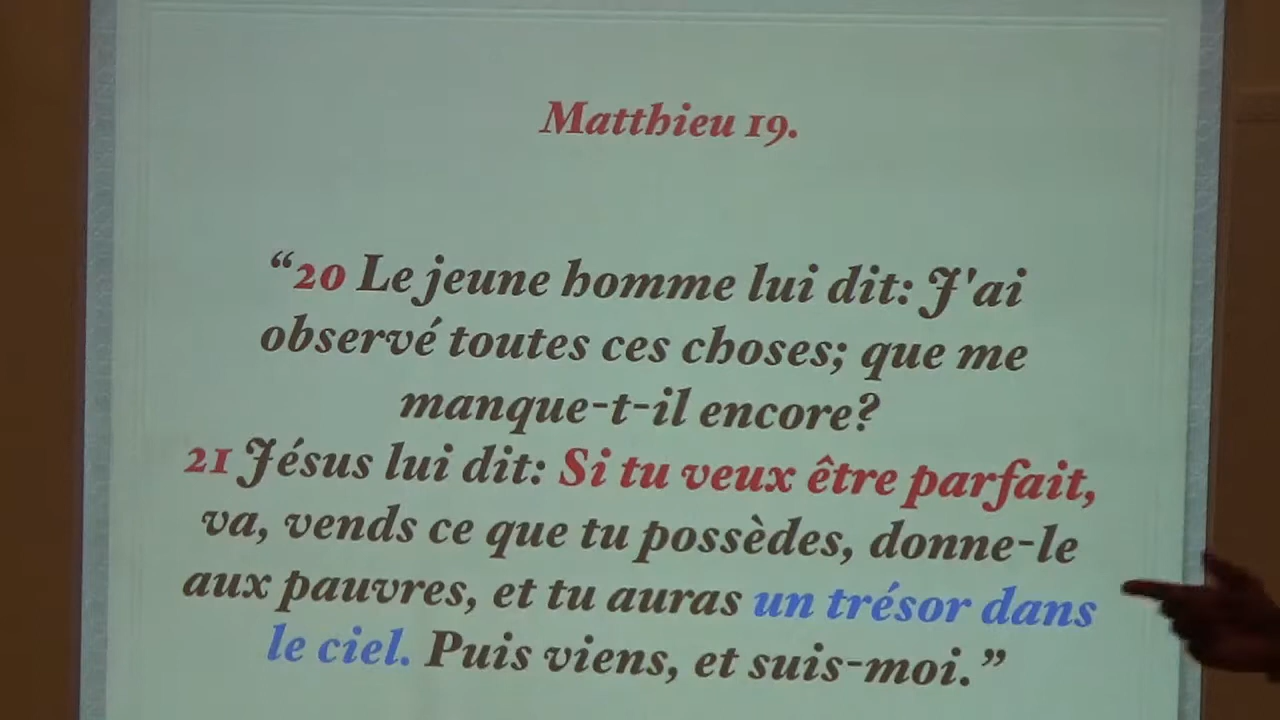 Matthieu 19.
“20 Le jeune homme lui dit: J'ai
observé toutes ces choses; que me
manque-t-il encore?
21 Jésus lui dit: Si tu veux être parfait,
va, vends ce que tu possèdes, donne-le
aux pauvres, et tu auras un trésor dans
le ciel. Puis viens, et suis-moi.”